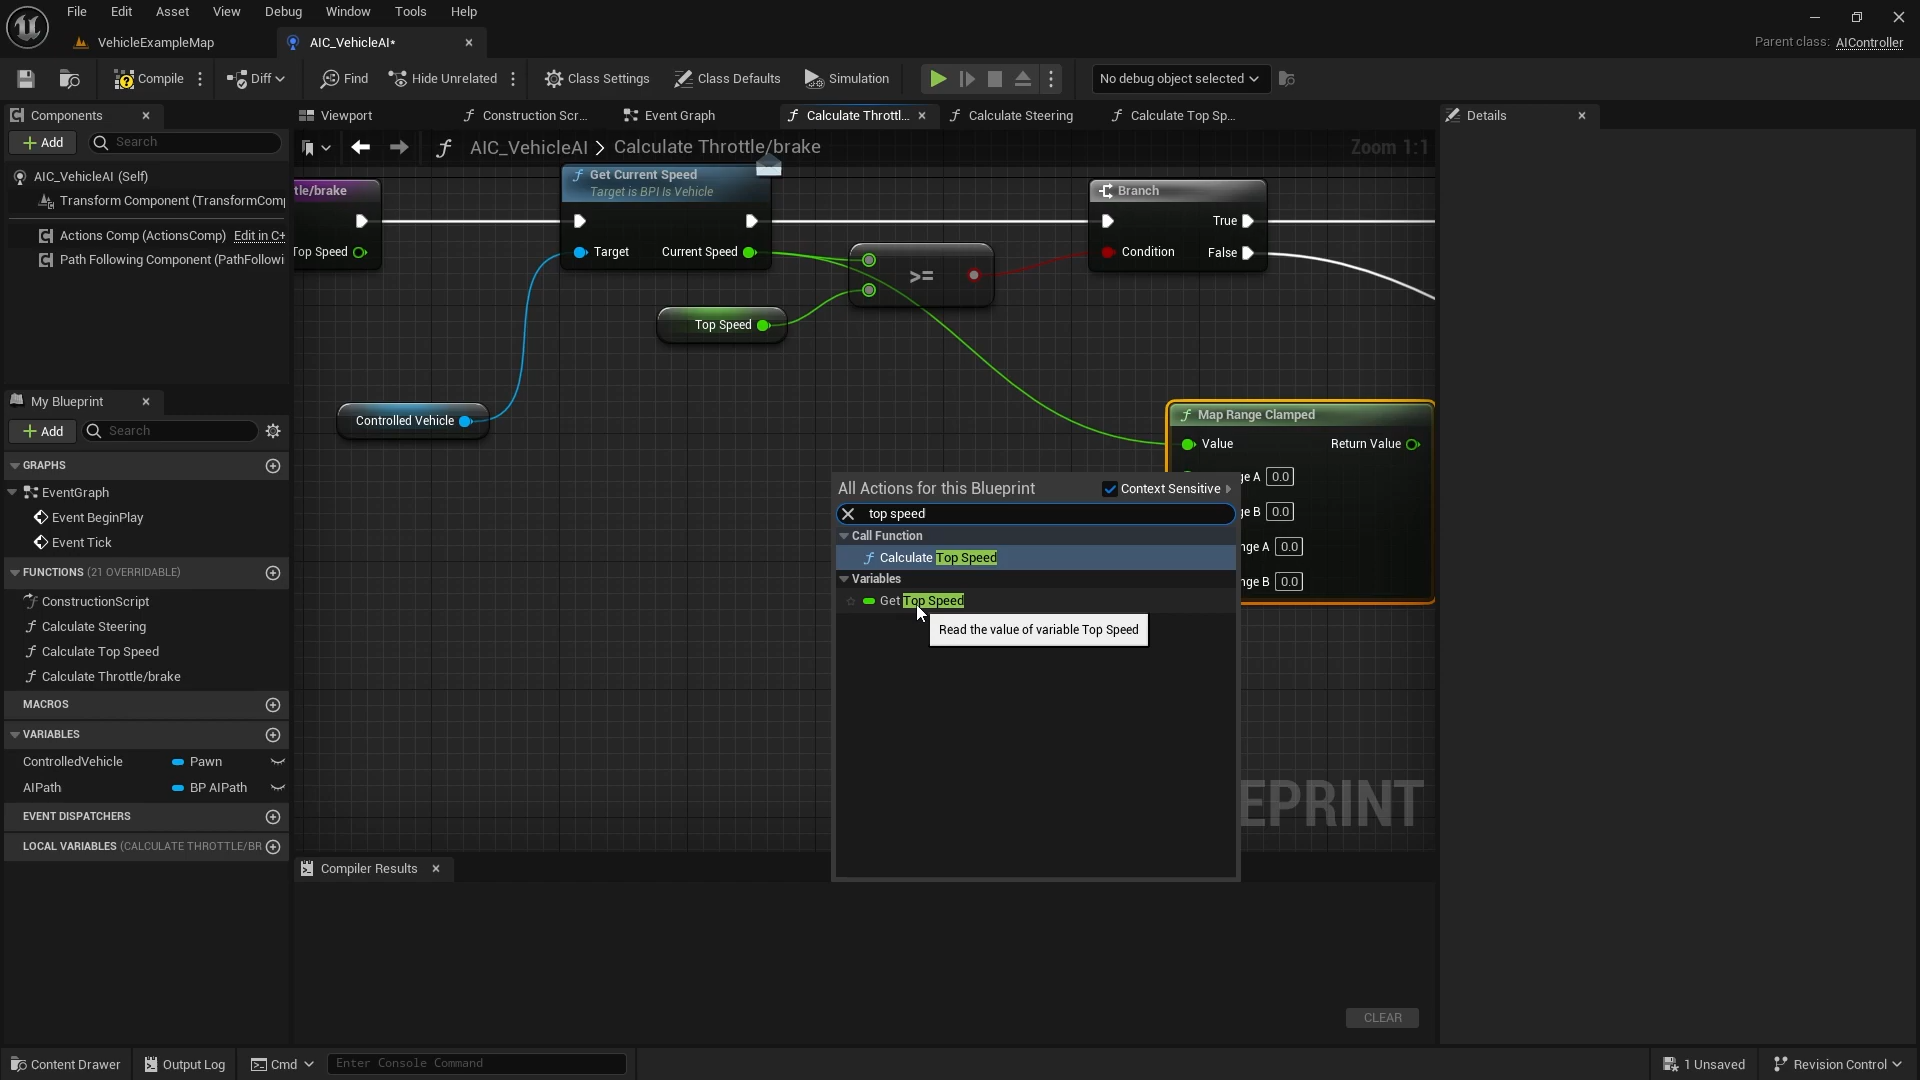 File Edit Asset View Debug Window Tools Help
VehicleExampleMap
AIC_VehicleAI*
Parent class: AIController
Compile
Diff
Find
Hide Unrelated
Class Settings
Class Defaults
Simulation
No debug object selected
Components
Add
Search
AIC_VehicleAI (Self)
Transform Component (TransformComp
Actions Comp (ActionsComp) Edit in C+
Path Following Component (PathFollowi
My Blueprint
Add
Search
GRAPHS
EventGraph
Event BeginPlay
Event Tick
FUNCTIONS (21 OVERRIDABLE)
ConstructionScript
Calculate Steering
Calculate Top Speed
Calculate Throttle/brake
MACROS
VARIABLES
ControlledVehicle Pawn
AIPath BP AIPath
EVENT DISPATCHERS
LOCAL VARIABLES (CALCULATE THROTTLE/BR
Viewport
Construction Scr...
Event Graph
Calculate Throttl...
Calculate Steering
Calculate Top Sp...
AIC_VehicleAI > Calculate Throttle/brake
Zoom 1:1
tle/brake
Top Speed
Get Current Speed
Target is BPI Is Vehicle
Target Current Speed
>=
Top Speed
Controlled Vehicle
Branch
True
Condition False
Map Range Clamped
Value Return Value
ge A 0.0
ge B 0.0
nge A 0.0
nge B 0.0
All Actions for this Blueprint
Context Sensitive
top speed
Call Function
Calculate Top Speed
Variables
Get Top Speed
Read the value of variable Top Speed
EPRINT
Compiler Results
CLEAR
Details
Content Drawer
Output Log
Cmd
Enter Console Command
1 Unsaved
Revision Control